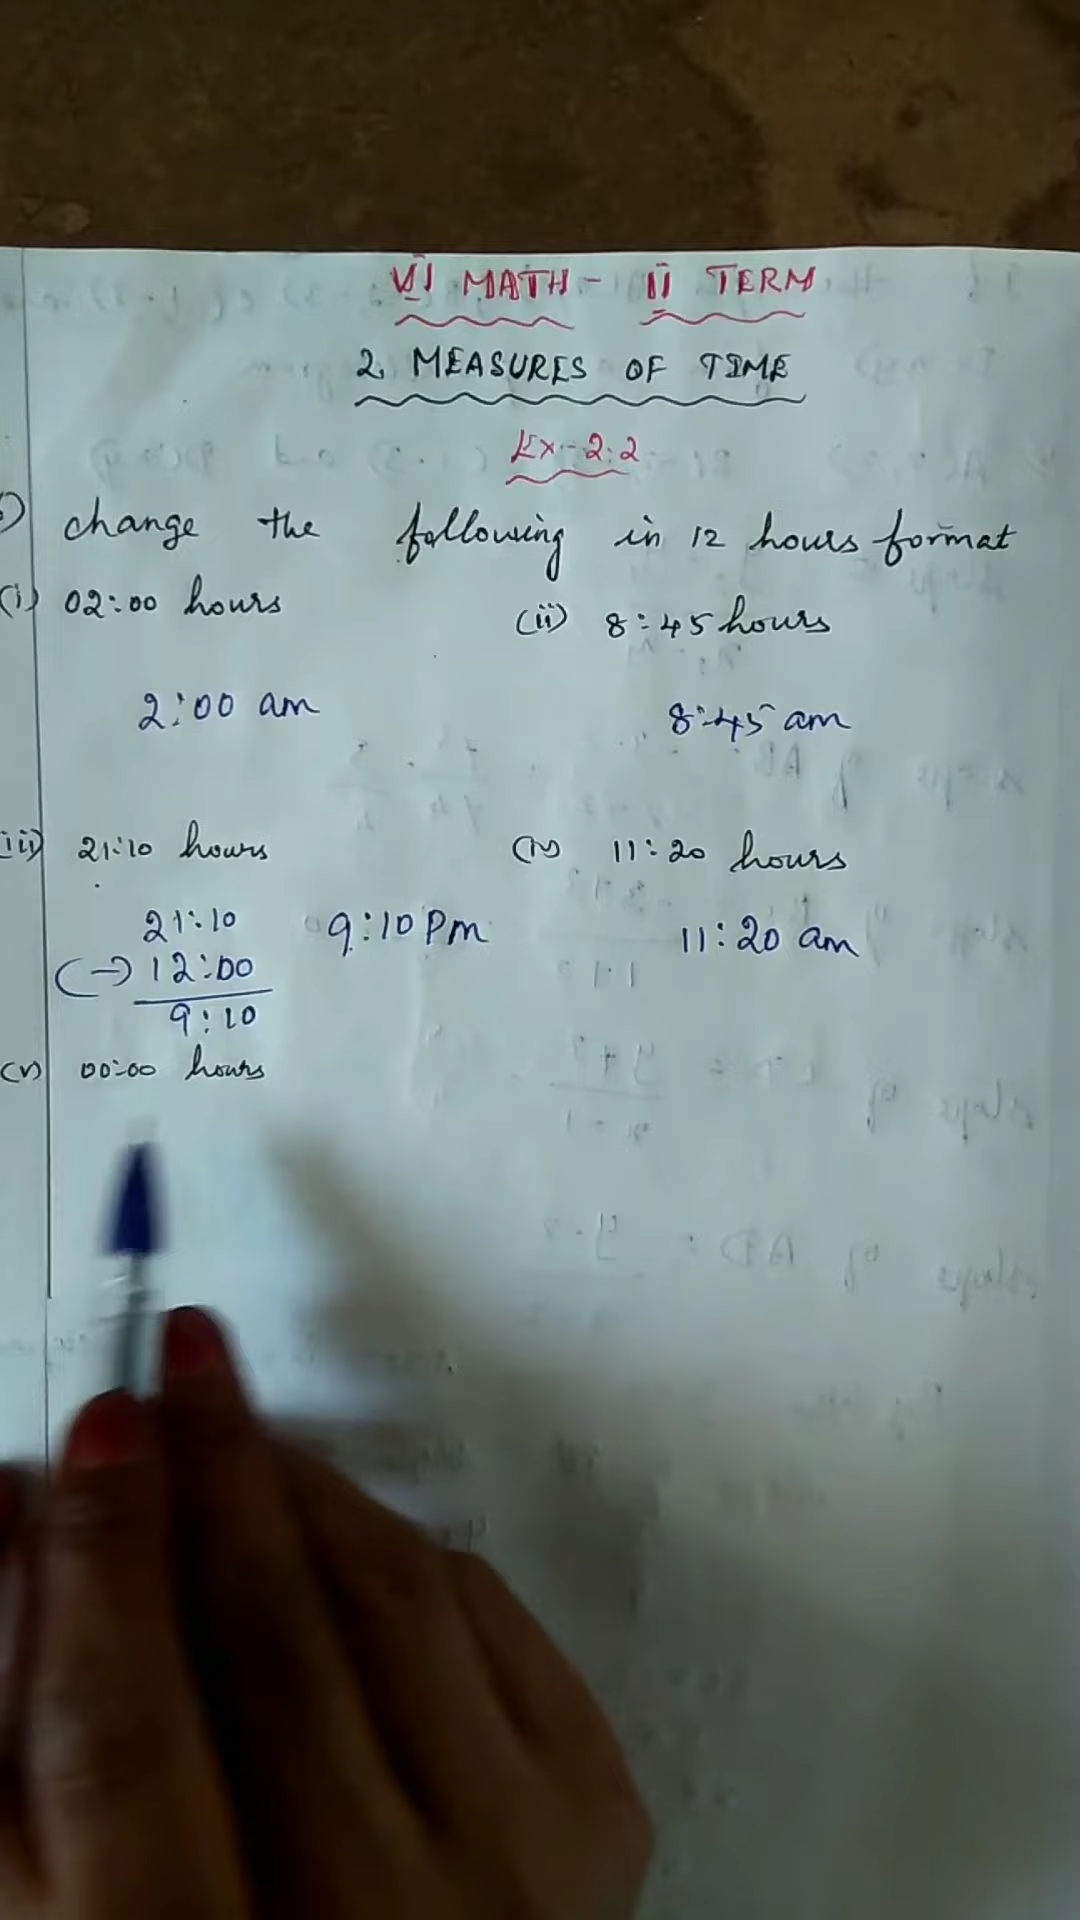 VI MATH - II TERM
2. MEASURES OF TIME
Ex-2.2
change the following in 12 hours format
(i) 02:00 hours
(ii) 8:45 hours
2:00 am
8:45 am
(iii) 21:10 hours
(iv) 11:20 hours
21:10
(-) 12:00
9:10
9:10 Pm
11:20 am
(v) 00:00 hours